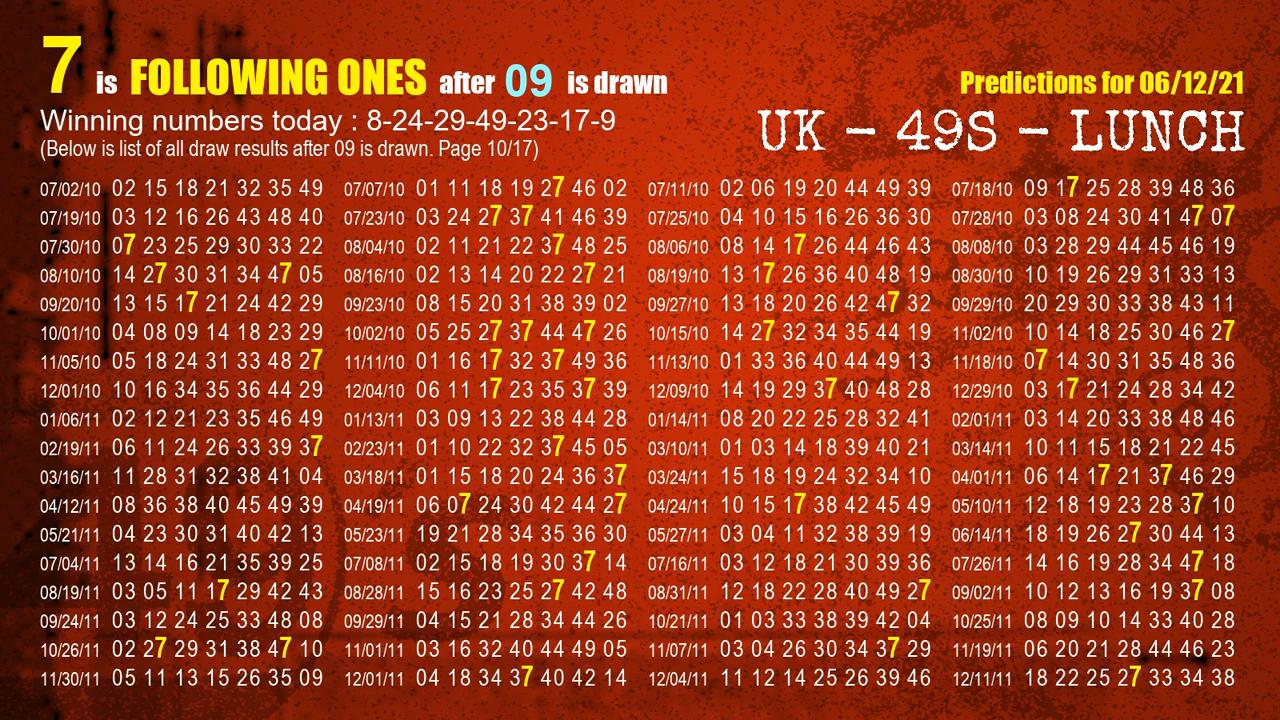 7 is FOLLOWING ONES after 09 is drawn
Predictions for 06/12/21
Winning numbers today : 8-24-29-49-23-17-9
UK - 49S - LUNCH
(Below is list of all draw results after 09 is drawn. Page 10/17)
07/02/10 02 15 18 21 32 35 49 07/07/10 01 11 18 19 27 46 02 07/11/10 02 06 19 20 44 49 39 07/18/10 09 17 25 28 39 48 36
07/19/10 03 12 16 26 43 48 40 07/23/10 03 24 27 37 41 46 39 07/25/10 04 10 15 16 26 36 30 07/28/10 03 08 24 30 41 47 07
07/30/10 07 23 25 29 30 33 22 08/04/10 02 11 21 22 37 48 25 08/06/10 08 14 17 26 44 46 43 08/08/10 03 28 29 44 45 46 19
08/10/10 14 27 30 31 34 47 05 08/16/10 02 13 14 20 22 27 21 08/19/10 13 17 26 36 40 48 19 08/30/10 10 19 26 29 31 33 13
09/20/10 13 15 17 21 24 42 29 09/23/10 08 15 20 31 38 39 02 09/27/10 13 18 20 26 42 47 32 09/29/10 20 29 30 33 38 43 11
10/01/10 04 08 09 14 18 23 29 10/02/10 05 25 27 37 44 47 26 10/15/10 14 27 32 34 35 44 19 11/02/10 10 14 18 25 30 46 27
11/05/10 05 18 24 31 33 48 27 11/11/10 01 16 17 32 37 49 36 11/13/10 01 33 36 40 44 49 13 11/18/10 07 14 30 31 35 48 36
12/01/10 10 16 34 35 36 44 29 12/04/10 06 11 17 23 35 37 39 12/09/10 14 19 29 37 40 48 28 12/29/10 03 17 21 24 28 34 42
01/06/11 02 12 21 23 35 46 49 01/13/11 03 09 13 22 38 44 28 01/14/11 08 20 22 25 28 32 41 02/01/11 03 14 20 33 38 48 46
02/19/11 06 11 24 26 33 39 37 02/23/11 01 10 22 32 37 45 05 03/10/11 01 03 14 18 39 40 21 03/14/11 10 11 15 18 21 22 45
03/16/11 11 28 31 32 38 41 04 03/18/11 01 15 18 20 24 36 37 03/24/11 15 18 19 24 32 34 10 04/01/11 06 14 17 21 37 46 29
04/12/11 08 36 38 40 45 49 39 04/19/11 06 07 24 30 42 44 27 04/24/11 10 15 17 38 42 45 49 05/10/11 12 18 19 23 28 37 10
05/21/11 04 23 30 31 40 42 13 05/23/11 19 21 28 34 35 36 30 05/27/11 03 04 11 32 38 39 19 06/14/11 18 19 26 27 30 44 13
07/04/11 13 14 16 21 35 39 25 07/08/11 02 15 18 19 30 37 14 07/16/11 03 12 18 21 30 39 36 07/26/11 14 16 19 28 34 47 18
08/19/11 03 05 11 17 29 42 43 08/28/11 15 16 23 25 27 42 48 08/31/11 12 18 22 28 40 49 27 09/02/11 10 12 13 16 19 37 08
09/24/11 03 12 24 25 33 48 08 09/29/11 04 15 21 28 34 44 26 10/21/11 01 03 33 38 39 42 04 10/25/11 08 09 10 14 33 40 28
10/26/11 02 27 29 31 38 47 10 11/01/11 03 16 32 40 44 49 05 11/07/11 03 04 26 30 34 37 29 11/19/11 06 20 21 28 44 46 23
11/30/11 05 11 13 15 26 35 09 12/01/11 04 18 34 37 40 42 14 12/04/11 11 12 14 25 26 39 46 12/11/11 18 22 25 27 33 34 38